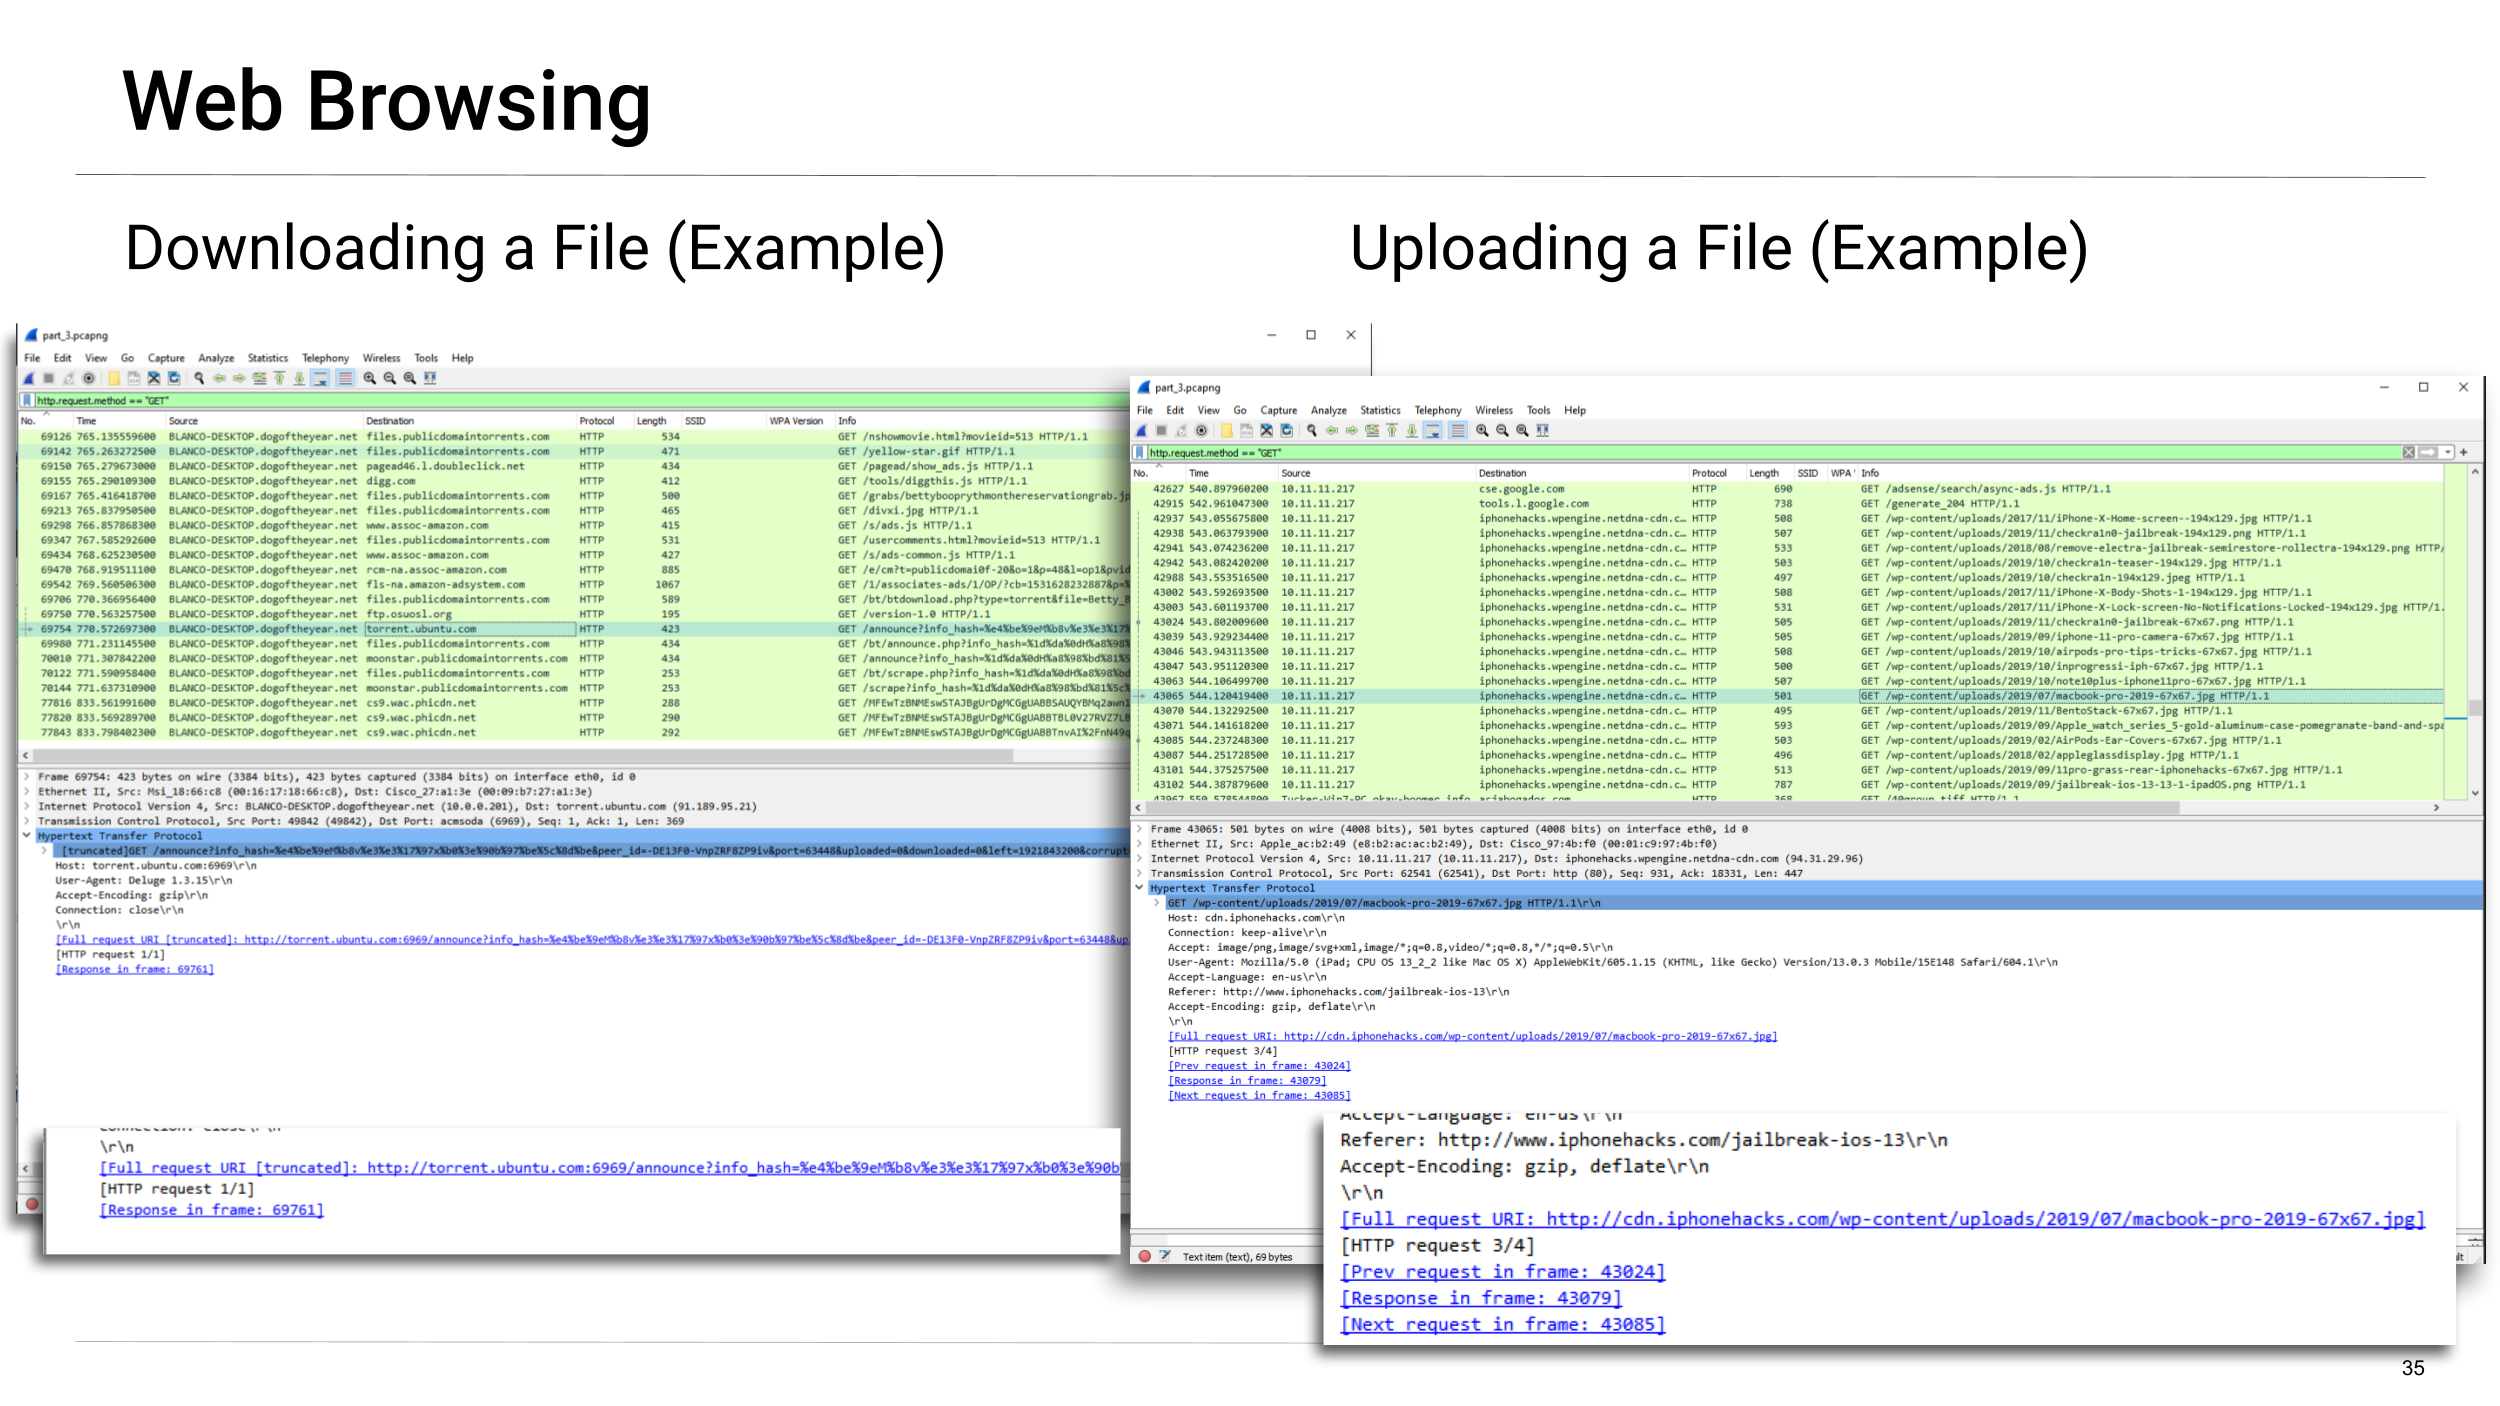 Web Browsing
Downloading a File (Example)
Uploading a File (Example)
part_3.pcapng
File Edit View Go Capture Analyze Statistics Telephony Wireless Tools Help
http.request.method == "GET"
No. Time Source Destination Protocol Length SSID WPA Version Info
69126 765.135559600 BLANCO-DESKTOP.dogoftheyear.net files.publicdomaintorrents.com HTTP 534 GET /nshowmovie.html?movieid=513 HTTP/1.1
69142 765.263272500 BLANCO-DESKTOP.dogoftheyear.net files.publicdomaintorrents.com HTTP 471 GET /yellow-star.gif HTTP/1.1
69150 765.279673000 BLANCO-DESKTOP.dogoftheyear.net pagead46.l.doubleclick.net HTTP 434 GET /pagead/show_ads.js HTTP/1.1
69155 765.290109300 BLANCO-DESKTOP.dogoftheyear.net digg.com HTTP 412 GET /tools/diggthis.js HTTP/1.1
69167 765.416418700 BLANCO-DESKTOP.dogoftheyear.net files.publicdomaintorrents.com HTTP 500 GET /grabs/bettybooprythmonthereservationgrab.jp
69213 765.837950500 BLANCO-DESKTOP.dogoftheyear.net files.publicdomaintorrents.com HTTP 465 GET /divxi.jpg HTTP/1.1
69298 766.857868300 BLANCO-DESKTOP.dogoftheyear.net www.assoc-amazon.com HTTP 415 GET /s/ads.js HTTP/1.1
69347 767.585292600 BLANCO-DESKTOP.dogoftheyear.net files.publicdomaintorrents.com HTTP 531 GET /usercomments.html?movieid=513 HTTP/1.1
69434 768.625230500 BLANCO-DESKTOP.dogoftheyear.net www.assoc-amazon.com HTTP 427 GET /s/ads-common.js HTTP/1.1
69470 768.919511100 BLANCO-DESKTOP.dogoftheyear.net rcm-na.assoc-amazon.com HTTP 885 GET /e/cm?t=publicdomai0f-20&o=1&p=48&l=op1&pvid
69542 769.560506300 BLANCO-DESKTOP.dogoftheyear.net fls-na.amazon-adsystem.com HTTP 1067 GET /1/associates-ads/1/OP/?cb=1531628232887&p=%
69706 770.366956400 BLANCO-DESKTOP.dogoftheyear.net files.publicdomaintorrents.com HTTP 589 GET /bt/btdownload.php?type=torrent&file=Betty_B
69750 770.563257500 BLANCO-DESKTOP.dogoftheyear.net ftp.osuosl.org HTTP 195 GET /version-1.0 HTTP/1.1
69754 770.572697300 BLANCO-DESKTOP.dogoftheyear.net torrent.ubuntu.com HTTP 423 GET /announce?info_hash=%e4%be%9eM%b8v%e3%e3%17%
69980 771.231145500 BLANCO-DESKTOP.dogoftheyear.net files.publicdomaintorrents.com HTTP 434 GET /bt/announce.php?info_hash=%1d%da%0dH%a8%98%
70010 771.307842200 BLANCO-DESKTOP.dogoftheyear.net moonstar.publicdomaintorrents.com HTTP 434 GET /announce?info_hash=%1d%da%0dH%a8%98%bd%81%5
70122 771.590958400 BLANCO-DESKTOP.dogoftheyear.net files.publicdomaintorrents.com HTTP 253 GET /bt/scrape.php?info_hash=%1d%da%0dH%a8%98%bd
70144 771.637310900 BLANCO-DESKTOP.dogoftheyear.net moonstar.publicdomaintorrents.com HTTP 253 GET /scrape?info_hash=%1d%da%0dH%a8%98%bd%81%5c%
77816 833.561991600 BLANCO-DESKTOP.dogoftheyear.net cs9.wac.phicdn.net HTTP 288
77820 833.569289700 BLANCO-DESKTOP.dogoftheyear.net cs9.wac.phicdn.net HTTP 290
77843 833.798402300 BLANCO-DESKTOP.dogoftheyear.net cs9.wac.phicdn.net HTTP 292
Frame 69754: 423 bytes on wire (3384 bits), 423 bytes captured (3384 bits) on interface eth0, id 0
Ethernet II, Src: Msi_18:66:c8 (00:16:17:18:66:c8), Dst: Cisco_27:a1:3e (00:09:b7:27:a1:3e)
Internet Protocol Version 4, Src: BLANCO-DESKTOP.dogoftheyear.net (10.0.0.201), Dst: torrent.ubuntu.com (91.189.95.21)
Transmission Control Protocol, Src Port: 49842 (49842), Dst Port: acmsoda (6969), Seq: 1, Ack: 1, Len: 369
Hypertext Transfer Protocol
[truncated]GET /announce?info_hash=%e4%be%9eM%b8v%e3%e3%17%97x%b0%3e%90b%97%be%5c%8d%be&peer_id=-DE13F0-VnpZRF8ZP9iv&port=63448&uploaded=0&downloaded=0&left=1921843200&corrupt
Host: torrent.ubuntu.com:6969\r\n
User-Agent: Deluge 1.3.15\r\n
Accept-Encoding: gzip\r\n
Connection: close\r\n
\r\n
[Full request URI [truncated]: http://torrent.ubuntu.com:6969/announce?info_hash=%e4%be%9eM%b8v%e3%e3%17%97x%b0%3e%90b%97%be%5c%8d%be&peer_id=-DE13F0-VnpZRF8ZP9iv&port=63448&up
[HTTP request 1/1]
[Response in frame: 69761]
Connection: close\r\n
\r\n
[Full request URI [truncated]: http://torrent.ubuntu.com:6969/announce?info_hash=%e4%be%9eM%b8v%e3%e3%17%97x%b0%3e%90b
[HTTP request 1/1]
[Response in frame: 69761]
part_3.pcapng
File Edit View Go Capture Analyze Statistics Telephony Wireless Tools Help
http.request.method == "GET"
No. Time Source Destination Protocol Length SSID WPA Info
42627 540.897960200 10.11.11.217 cse.google.com HTTP 690 GET /adsense/search/async-ads.js HTTP/1.1
42915 542.961047300 10.11.11.217 tools.l.google.com HTTP 738 GET /generate_204 HTTP/1.1
42937 543.055675800 10.11.11.217 iphonehacks.wpengine.netdna-cdn.c… HTTP 508 GET /wp-content/uploads/2017/11/iPhone-X-Home-screen--194x129.jpg HTTP/1.1
42938 543.063793900 10.11.11.217 iphonehacks.wpengine.netdna-cdn.c… HTTP 507 GET /wp-content/uploads/2019/11/checkra1n0-jailbreak-194x129.png HTTP/1.1
42941 543.074236200 10.11.11.217 iphonehacks.wpengine.netdna-cdn.c… HTTP 533 GET /wp-content/uploads/2018/08/remove-electra-jailbreak-semirestore-rollectra-194x129.png HTTP/
42942 543.082420200 10.11.11.217 iphonehacks.wpengine.netdna-cdn.c… HTTP 503 GET /wp-content/uploads/2019/10/checkra1n-teaser-194x129.jpg HTTP/1.1
42988 543.553516500 10.11.11.217 iphonehacks.wpengine.netdna-cdn.c… HTTP 497 GET /wp-content/uploads/2019/10/checkra1n-194x129.jpeg HTTP/1.1
43002 543.592693500 10.11.11.217 iphonehacks.wpengine.netdna-cdn.c… HTTP 508 GET /wp-content/uploads/2017/11/iPhone-X-Body-Shots-1-194x129.jpg HTTP/1.1
43003 543.601193700 10.11.11.217 iphonehacks.wpengine.netdna-cdn.c… HTTP 531 GET /wp-content/uploads/2017/11/iPhone-X-Lock-screen-No-Notifications-Locked-194x129.jpg HTTP/1.
43024 543.802009600 10.11.11.217 iphonehacks.wpengine.netdna-cdn.c… HTTP 505 GET /wp-content/uploads/2019/11/checkra1n0-jailbreak-67x67.png HTTP/1.1
43039 543.929234400 10.11.11.217 iphonehacks.wpengine.netdna-cdn.c… HTTP 505 GET /wp-content/uploads/2019/09/iphone-11-pro-camera-67x67.jpg HTTP/1.1
43046 543.943113500 10.11.11.217 iphonehacks.wpengine.netdna-cdn.c… HTTP 508 GET /wp-content/uploads/2019/10/airpods-pro-tips-tricks-67x67.jpg HTTP/1.1
43047 543.951120300 10.11.11.217 iphonehacks.wpengine.netdna-cdn.c… HTTP 500 GET /wp-content/uploads/2019/10/inprogressi-iph-67x67.jpg HTTP/1.1
43063 544.106499700 10.11.11.217 iphonehacks.wpengine.netdna-cdn.c… HTTP 507 GET /wp-content/uploads/2019/10/note10plus-iphone11pro-67x67.jpg HTTP/1.1
43065 544.120419400 10.11.11.217 iphonehacks.wpengine.netdna-cdn.c… HTTP 501 GET /wp-content/uploads/2019/07/macbook-pro-2019-67x67.jpg HTTP/1.1
43070 544.132292500 10.11.11.217 iphonehacks.wpengine.netdna-cdn.c… HTTP 495 GET /wp-content/uploads/2019/11/BentoStack-67x67.jpg HTTP/1.1
43071 544.141618200 10.11.11.217 iphonehacks.wpengine.netdna-cdn.c… HTTP 593 GET /wp-content/uploads/2019/09/Apple_watch_series_5-gold-aluminum-case-pomegranate-band-and-spa
43085 544.237248300 10.11.11.217 iphonehacks.wpengine.netdna-cdn.c… HTTP 503 GET /wp-content/uploads/2019/02/AirPods-Ear-Covers-67x67.jpg HTTP/1.1
43087 544.251728500 10.11.11.217 iphonehacks.wpengine.netdna-cdn.c… HTTP 496 GET /wp-content/uploads/2018/02/appleglassdisplay.jpg HTTP/1.1
43101 544.375257500 10.11.11.217 iphonehacks.wpengine.netdna-cdn.c… HTTP 513 GET /wp-content/uploads/2019/09/11pro-grass-rear-iphonehacks-67x67.jpg HTTP/1.1
43102 544.387879600 10.11.11.217 iphonehacks.wpengine.netdna-cdn.c… HTTP 787 GET /wp-content/uploads/2019/09/jailbreak-ios-13-13-1-ipadOS.png HTTP/1.1
Frame 43065: 501 bytes on wire (4008 bits), 501 bytes captured (4008 bits) on interface eth0, id 0
Ethernet II, Src: Apple_ac:b2:49 (e8:b2:ac:ac:b2:49), Dst: Cisco_97:4b:f0 (00:01:c9:97:4b:f0)
Internet Protocol Version 4, Src: 10.11.11.217 (10.11.11.217), Dst: iphonehacks.wpengine.netdna-cdn.com (94.31.29.96)
Transmission Control Protocol, Src Port: 62541 (62541), Dst Port: http (80), Seq: 931, Ack: 18331, Len: 447
Hypertext Transfer Protocol
GET /wp-content/uploads/2019/07/macbook-pro-2019-67x67.jpg HTTP/1.1\r\n
Host: cdn.iphonehacks.com\r\n
Connection: keep-alive\r\n
Accept: image/png,image/svg+xml,image/*;q=0.8,video/*;q=0.8,*/*;q=0.5\r\n
User-Agent: Mozilla/5.0 (iPad; CPU OS 13_2_2 like Mac OS X) AppleWebKit/605.1.15 (KHTML, like Gecko) Version/13.0.3 Mobile/15E148 Safari/604.1\r\n
Accept-Language: en-us\r\n
Referer: http://www.iphonehacks.com/jailbreak-ios-13\r\n
Accept-Encoding: gzip, deflate\r\n
\r\n
[Full request URI: http://cdn.iphonehacks.com/wp-content/uploads/2019/07/macbook-pro-2019-67x67.jpg]
[HTTP request 3/4]
[Prev request in frame: 43024]
[Response in frame: 43079]
[Next request in frame: 43085]
Text item (text), 69 bytes
Accept-Language: en-us\r\n
Referer: http://www.iphonehacks.com/jailbreak-ios-13\r\n
Accept-Encoding: gzip, deflate\r\n
\r\n
[Full request URI: http://cdn.iphonehacks.com/wp-content/uploads/2019/07/macbook-pro-2019-67x67.jpg]
[HTTP request 3/4]
[Prev request in frame: 43024]
[Response in frame: 43079]
[Next request in frame: 43085]
35